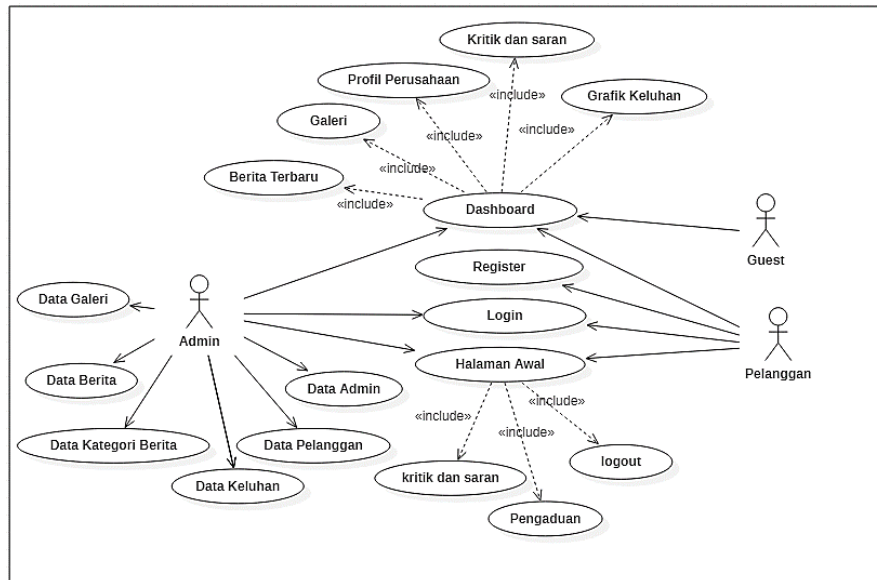 Kritik dan saran
Profil Perusahaan
«include»
Grafik Keluhan
Galeri
«include»
«include»
«include»
Berita Terbaru
«include»
Dashboard
Guest
Register
Data Galeri
Login
Admin
Pelanggan
Halaman Awal
Data Berita
Data Admin
«include»
«include»
«include»
Data Kategori Berita
Data Pelanggan
logout
kritik dan saran
Data Keluhan
Pengaduan